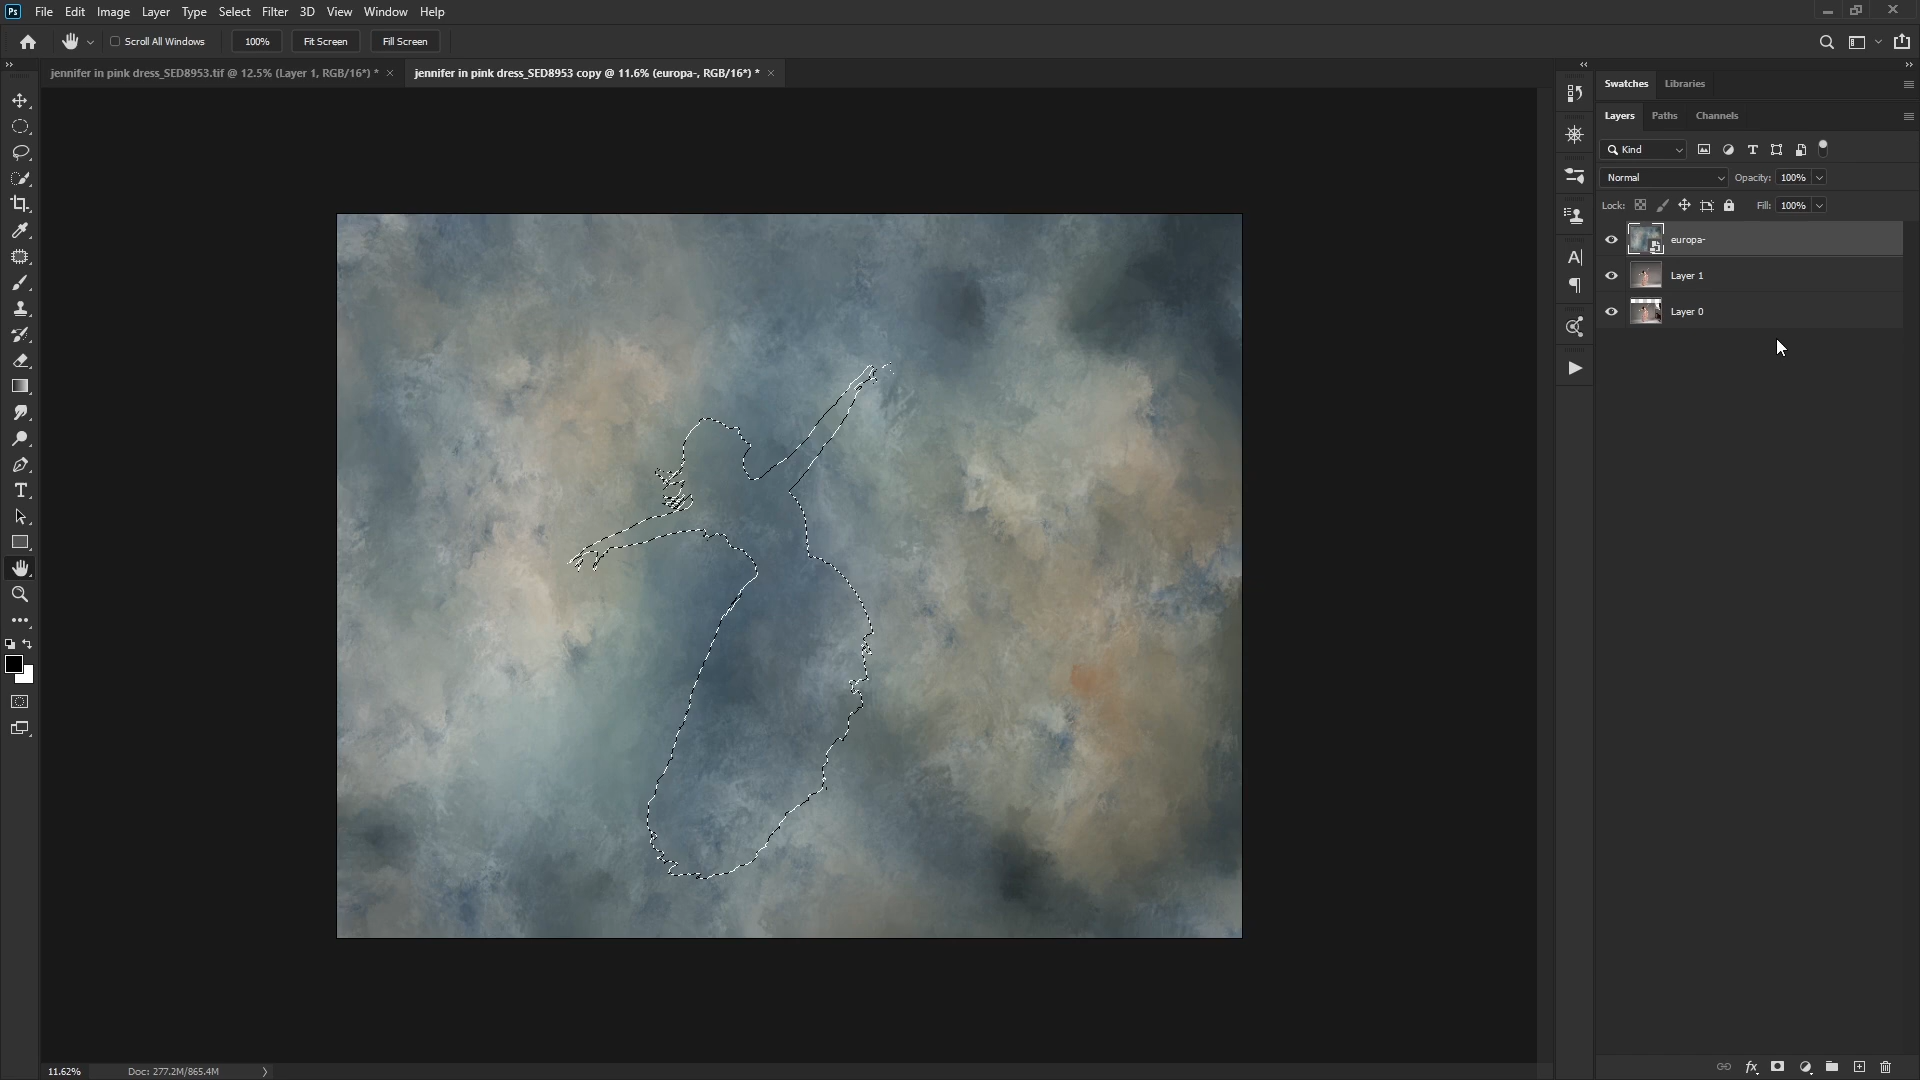 Ps File Edit Image Layer Type Select Filter 3D View Window Help
Scroll All Windows 100% Fit Screen Fill Screen
jennifer in pink dress_SED8953.tif @ 12.5% (Layer 1, RGB/16*) * × jennifer in pink dress_SED8953 copy @ 11.6% (europa-, RGB/16*) * ×
Swatches Libraries
Layers Paths Channels
Kind
Normal Opacity: 100%
Lock: Fill: 100%
europa-
Layer 1
Layer 0
11.62% Doc: 277.2M/865.4M